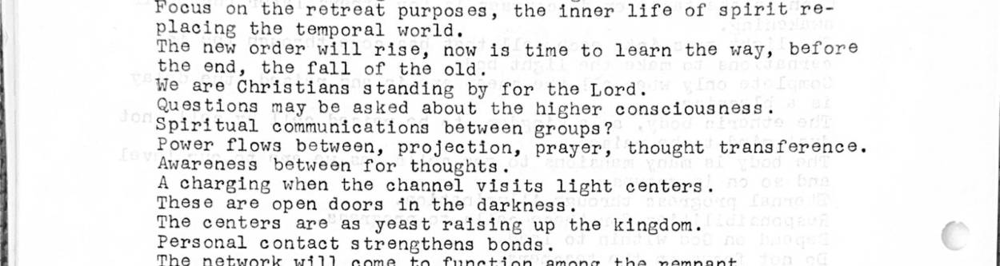 Focus on the retreat purposes, the inner life of spirit re-
placing the temporal world.
The new order will rise, now is time to learn the way, before
the end, the fall of the old.
We are Christians standing by for the Lord.
Questions may be asked about the higher consciousness.
Spiritual communications between groups?
Power flows between, projection, prayer, thought transference.
Awareness between for thoughts.
A charging when the channel visits light centers.
These are open doors in the darkness.
The centers are as yeast raising up the kingdom.
Personal contact strengthens bonds.
The network will come to function among the remnant